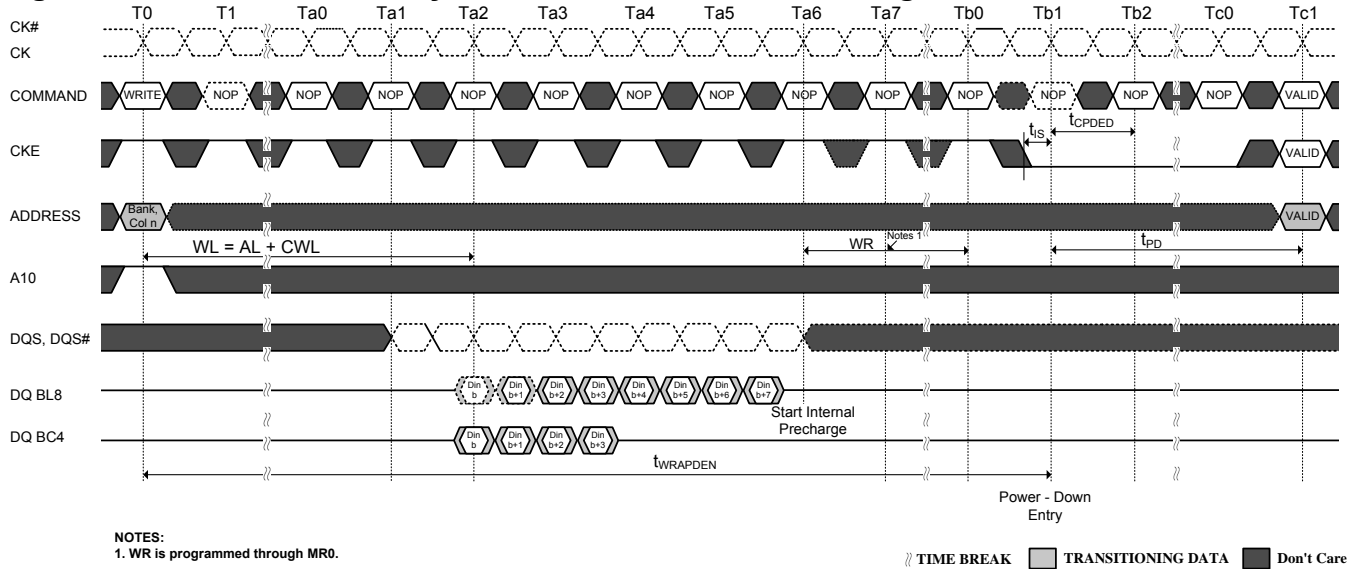 T0 T1 Ta0 Ta1 Ta2 Ta3 Ta4 Ta5 Ta6 Ta7 Tb0 Tb1 Tb2 Tc0 Tc1
CK#
CK
COMMAND WRITE NOP NOP NOP NOP NOP NOP NOP NOP NOP NOP NOP NOP NOP VALID
tIS tCPDED
CKE VALID
ADDRESS Bank, Col n VALID
WL = AL + CWL WR Notes 1 tPD
A10
DQS, DQS#
DQ BL8 Din b Din b+1 Din b+2 Din b+3 Din b+4 Din b+5 Din b+6 Din b+7
Start Internal
Precharge
DQ BC4 Din b Din b+1 Din b+2 Din b+3
tWRAPDEN
Power - Down
Entry
NOTES:
1. WR is programmed through MR0.
TIME BREAK TRANSITIONING DATA Don't Care